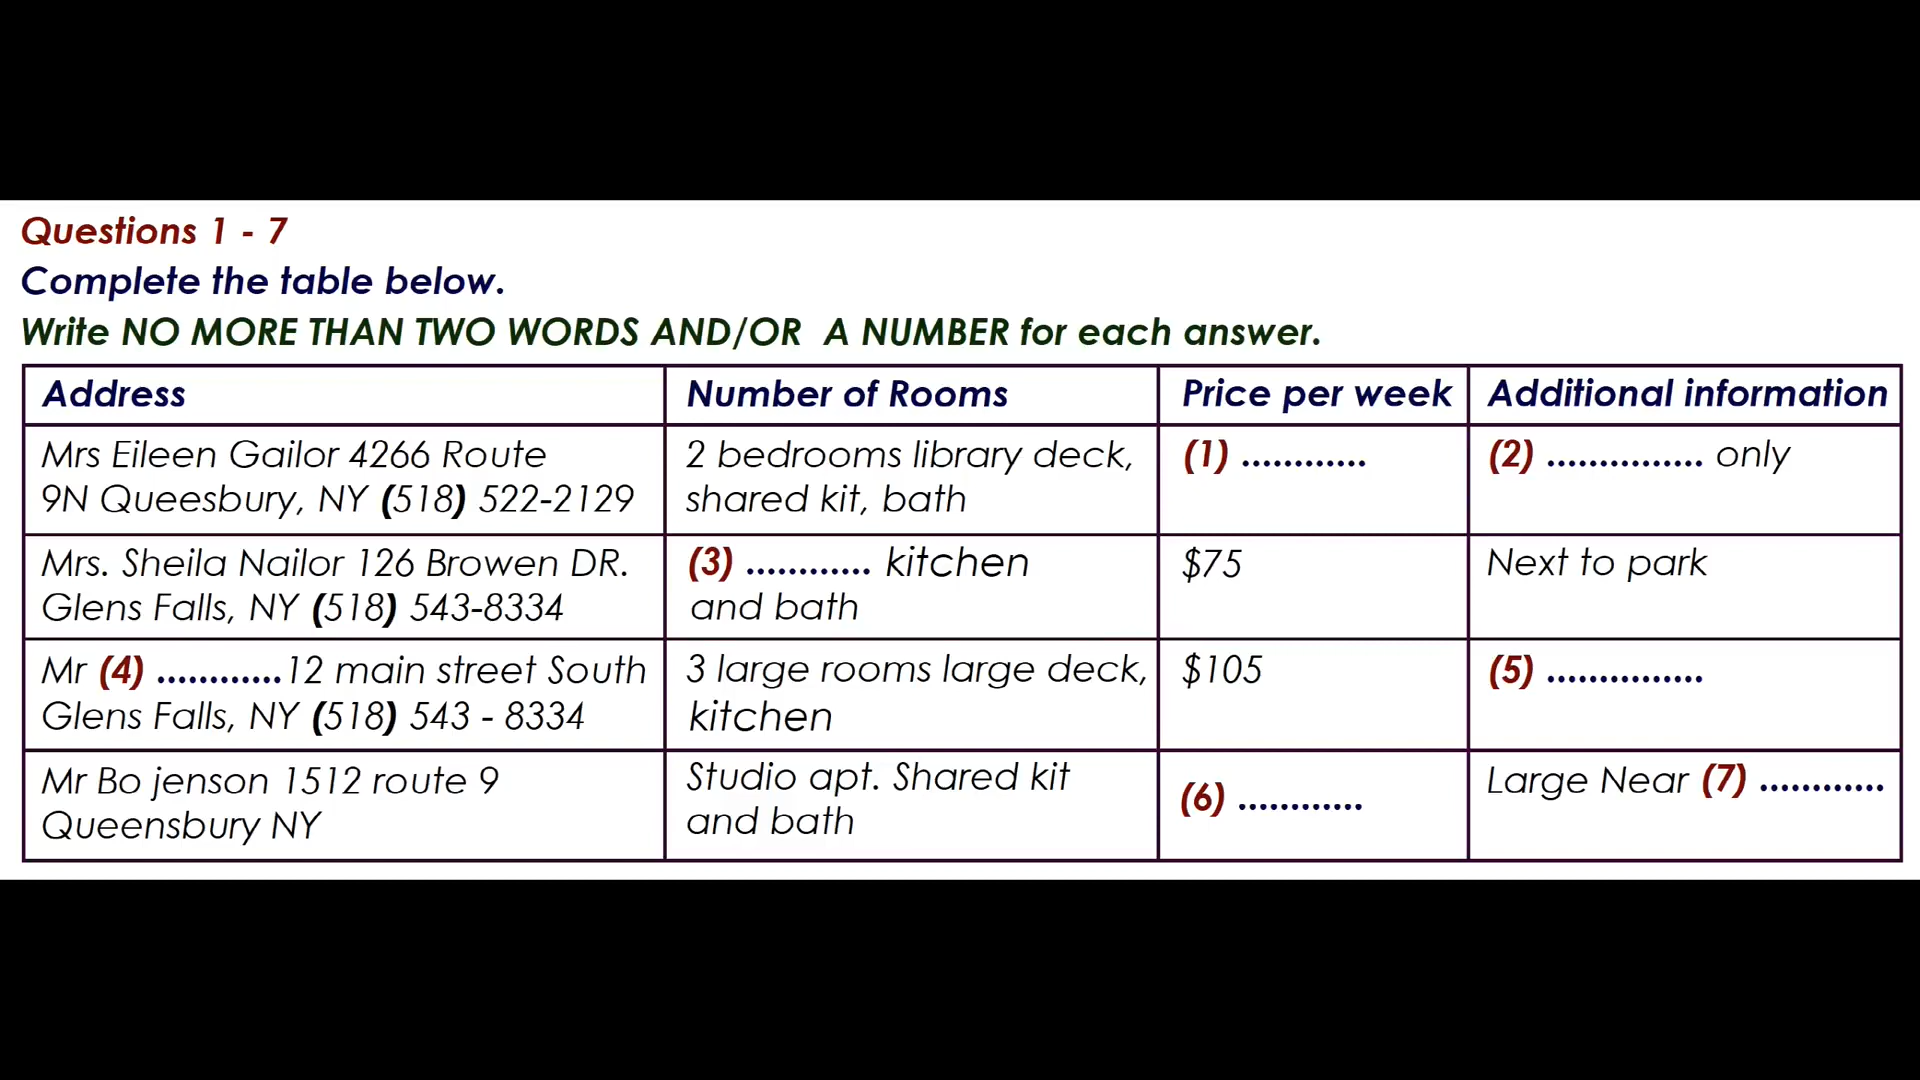 Questions 1 - 7
Complete the table below.
Write NO MORE THAN TWO WORDS AND/OR A NUMBER for each answer.
Address Number of Rooms Price per week Additional information
Mrs Eileen Gailor 4266 Route
9N Queesbury, NY (518) 522-2129
2 bedrooms library deck,
shared kit, bath
(1) ............
(2) ............... only
Mrs. Sheila Nailor 126 Browen DR.
Glens Falls, NY (518) 543-8334
(3) ............ kitchen
and bath
$75
Next to park
Mr (4) ............ 12 main street South
Glens Falls, NY (518) 543 - 8334
3 large rooms large deck,
kitchen
$105
(5) ...............
Mr Bo jenson 1512 route 9
Queensbury NY
Studio apt. Shared kit
and bath
(6) ............
Large Near (7) ............